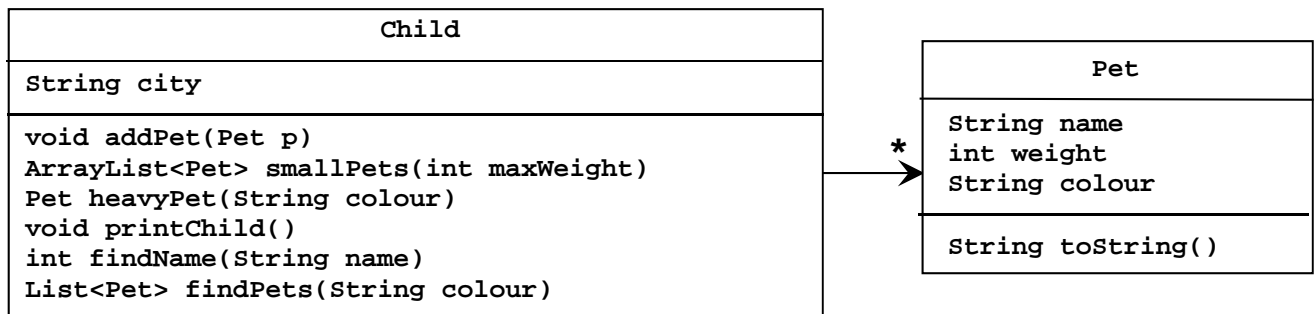 Child
String city
void addPet(Pet p)
ArrayList<Pet> smallPets(int maxWeight)
Pet heavyPet(String colour)
void printChild()
int findName(String name)
List<Pet> findPets(String colour)
*
Pet
String name
int weight
String colour
String toString()